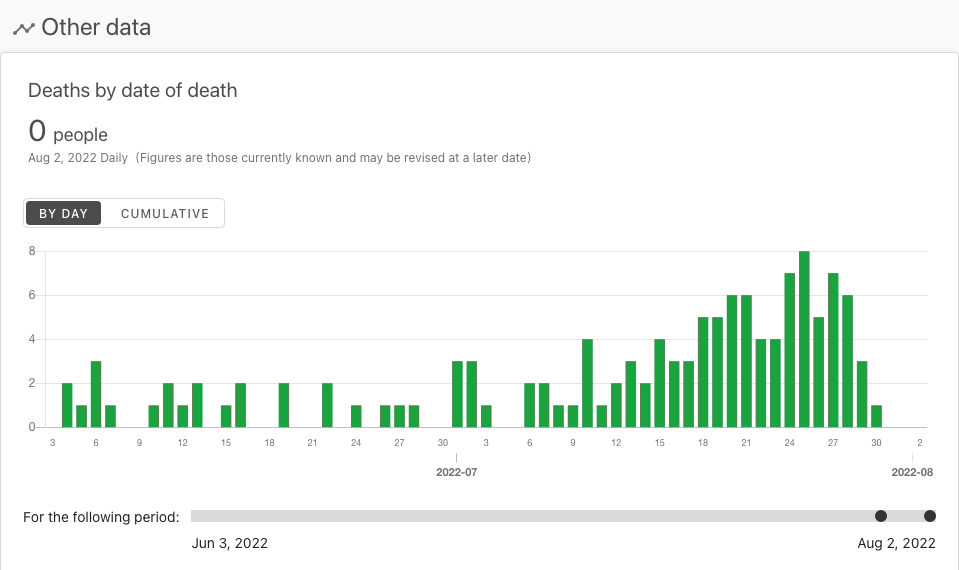 Other data
Deaths by date of death
0 people
Aug 2, 2022 Daily (Figures are those currently known and may be revised at a later date)
BY DAY CUMULATIVE
8
6
4
2
0
3 6 9 12 15 18 21 24 27 30 3 6 9 12 15 18 21 24 27 30 2
2022-07 2022-08
For the following period:
Jun 3, 2022 Aug 2, 2022